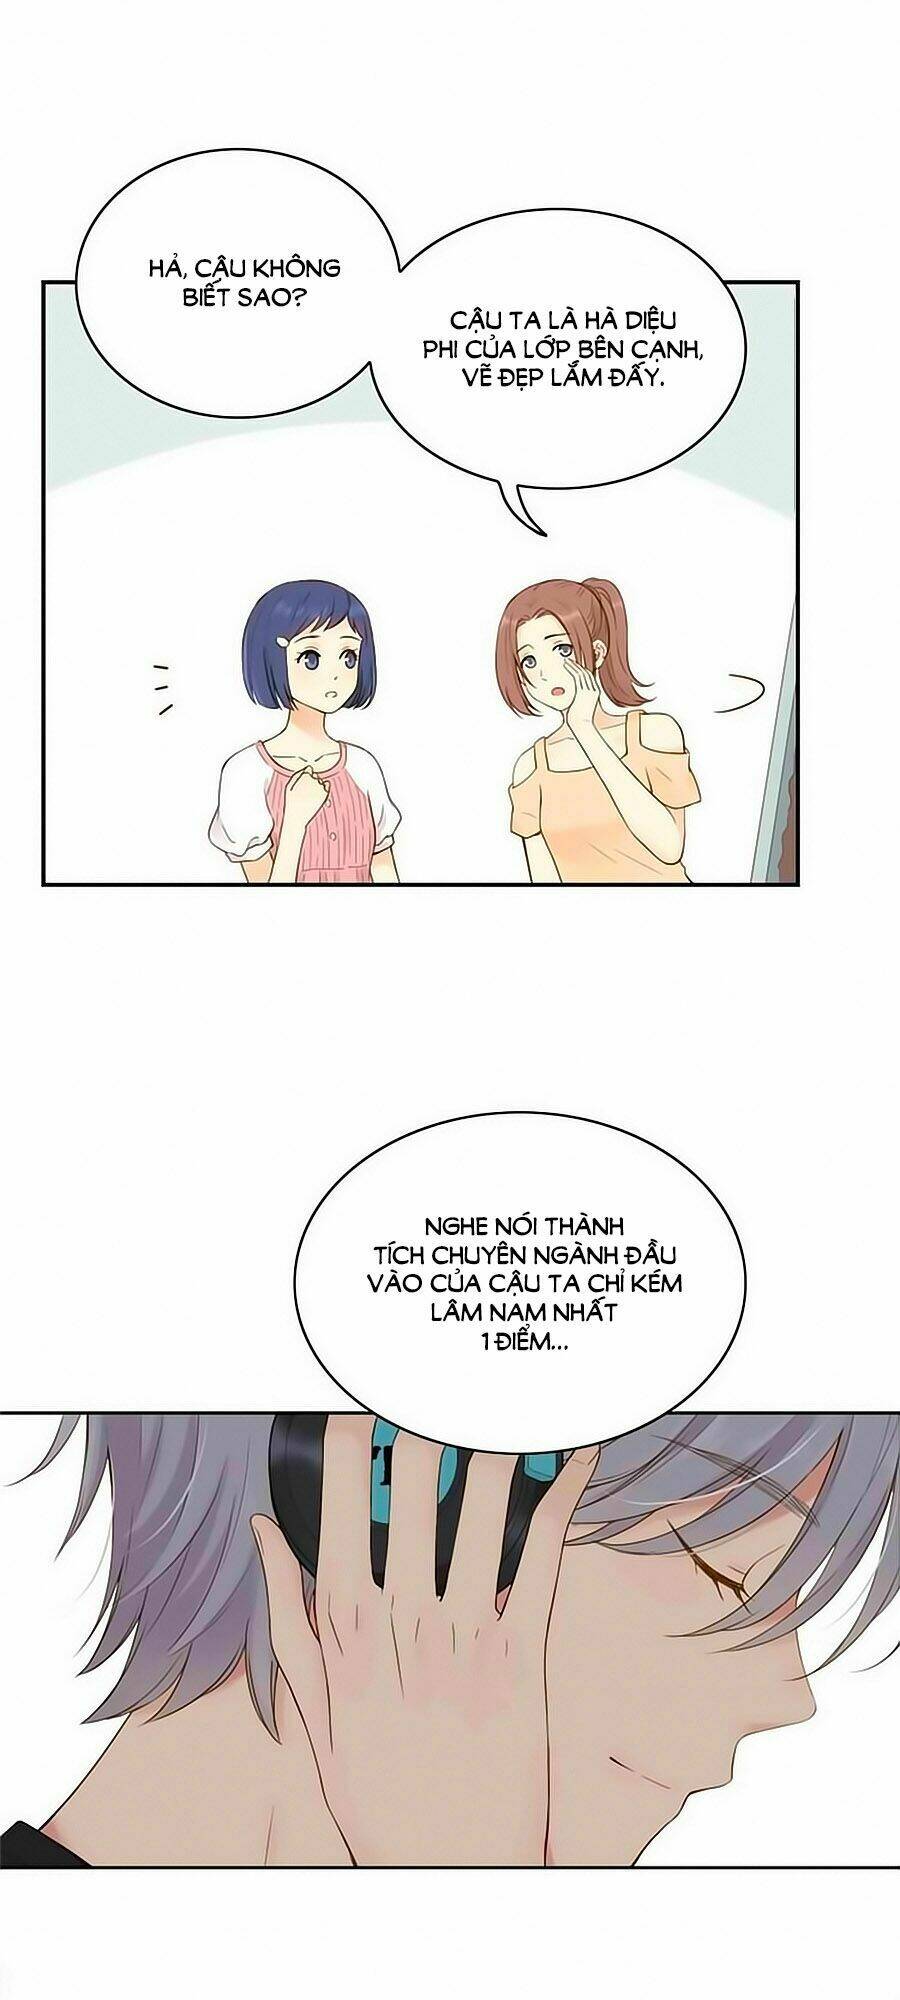 HẢ, CẬU KHÔNG
BIẾT SAO?
CẬU TA LÀ HÀ DIỆU
PHI CỦA LỚP BÊN CẠNH,
VẼ ĐẸP LẮM ĐẤY.
NGHE NÓI THÀNH
TÍCH CHUYÊN NGÀNH ĐẦU
VÀO CỦA CẬU TA CHỈ KÉM
LÂM NAM NHẤT
1 ĐIỂM...